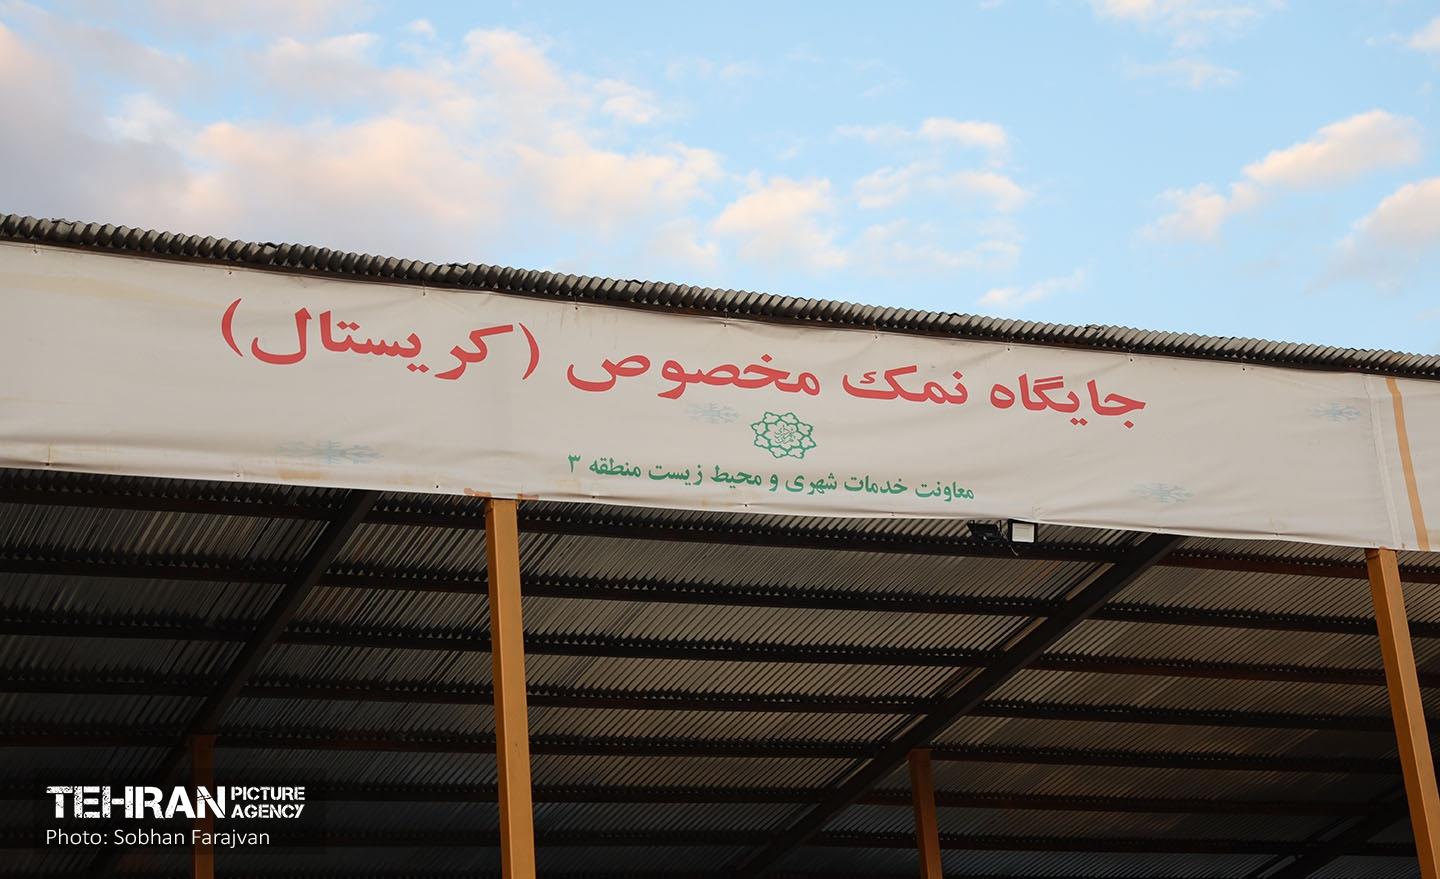 جایگاه نمک مخصوص (کریستال)
معاونت خدمات شهری و محیط زیست منطقه ۳
TEHRAN PICTURE AGENCY
Photo: Sobhan Farajvan